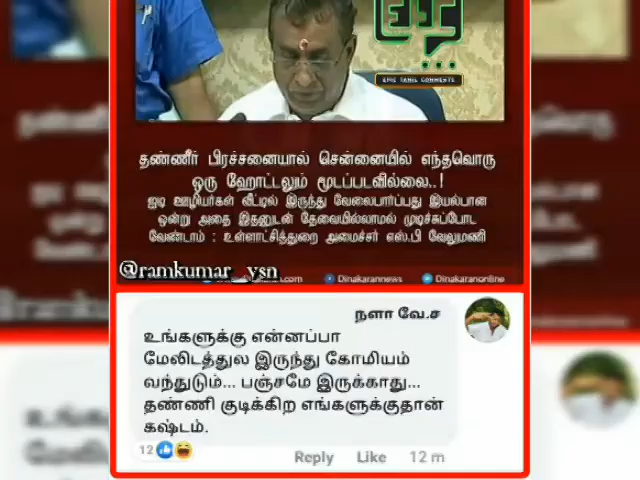 EPIC TAMIL COMMENTS
தண்ணீர் பிரச்சனையால் சென்னையில் எந்தவொரு
ஒரு ஹோட்டலும் மூடப்படவில்லை..!
ஐடி ஊழியர்கள் வீட்டில் இருந்து வேலைபார்ப்பது இயல்பான
ஒன்று அதை இதனுடன் தேவையில்லாமல் முடிச்சுப்போட
வேண்டாம் : உள்ளாட்சித்துறை அமைச்சர் எஸ்.பி வேலுமணி
@ramkumar_ysn
Dinakarannews
Dinakaranonline
நளா வே.ச
உங்களுக்கு என்னப்பா
மேலிடத்துல இருந்து கோமியம்
வந்துடும்... பஞ்சமே இருக்காது...
தண்ணி குடிக்கிற எங்களுக்குதான்
கஷ்டம்.
12
Reply Like 12 m